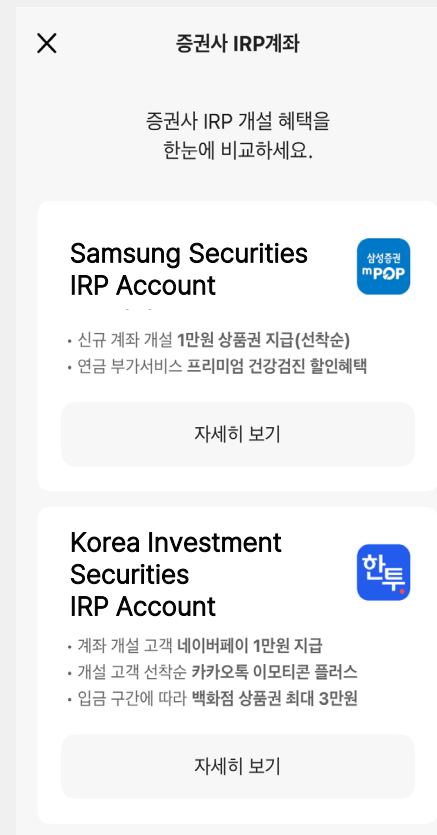 증권사 IRP계좌
증권사 IRP 개설 혜택을
한눈에 비교하세요.
Samsung Securities
IRP Account
삼성증권
mPOP
• 신규 계좌 개설 1만원 상품권 지급(선착순)
• 연금 부가서비스 프리미엄 건강검진 할인혜택
자세히 보기
Korea Investment
Securities
IRP Account
한투
• 계좌 개설 고객 네이버페이 1만원 지급
• 개설 고객 선착순 카카오톡 이모티콘 플러스
• 입금 구간에 따라 백화점 상품권 최대 3만원
자세히 보기